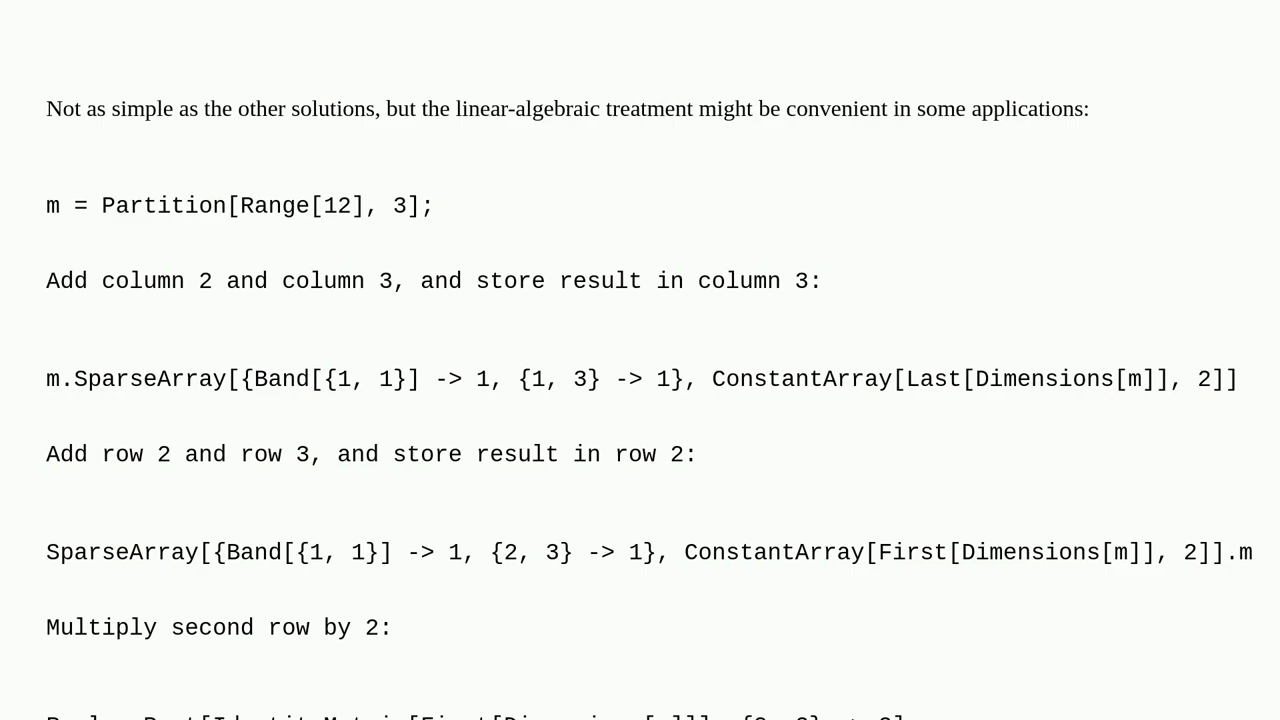 Not as simple as the other solutions, but the linear-algebraic treatment might be convenient in some applications:
m = Partition[Range[12], 3];
Add column 2 and column 3, and store result in column 3:
m.SparseArray[{Band[{1, 1}] -> 1, {1, 3} -> 1}, ConstantArray[Last[Dimensions[m]], 2]]
Add row 2 and row 3, and store result in row 2:
SparseArray[{Band[{1, 1}] -> 1, {2, 3} -> 1}, ConstantArray[First[Dimensions[m]], 2]].m
Multiply second row by 2: